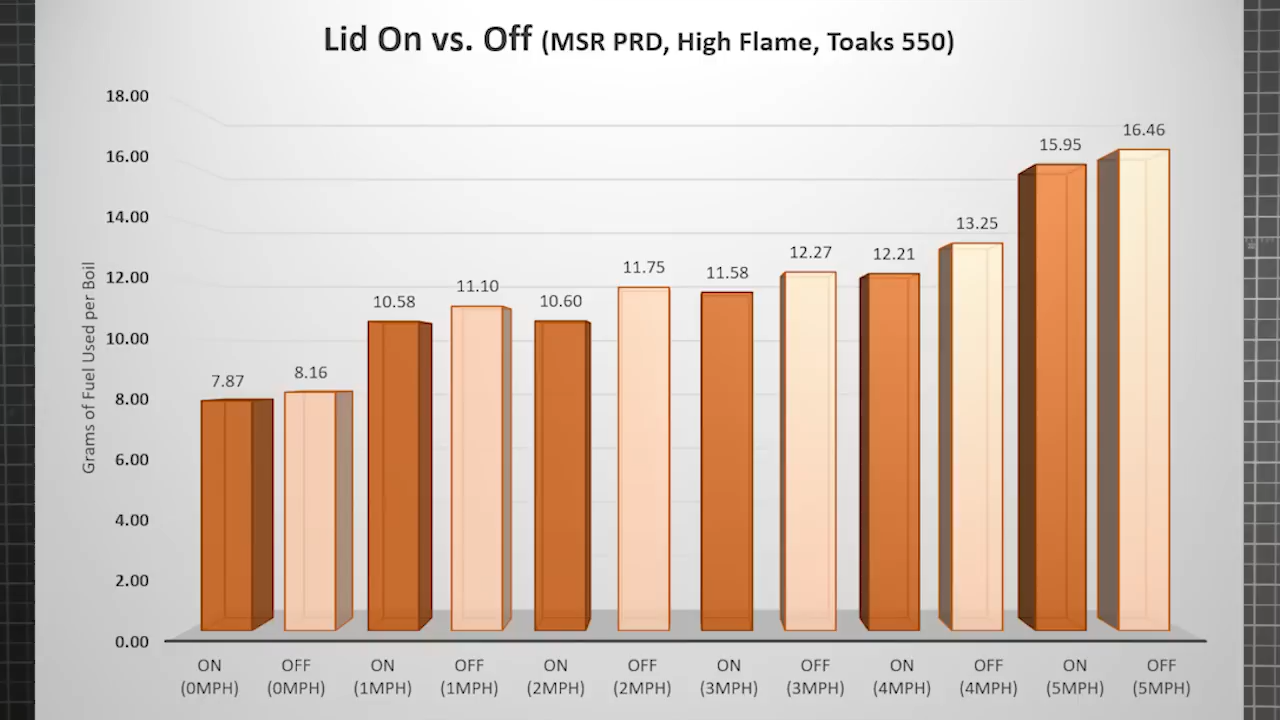 Lid On vs. Off (MSR PRD, High Flame, Toaks 550)
Grams of Fuel Used per Boil
18.00
16.00
14.00
12.00
10.00
8.00
6.00
4.00
2.00
0.00
7.87
8.16
10.58
11.10
10.60
11.75
11.58
12.27
12.21
13.25
15.95
16.46
ON
(0MPH)
OFF
(0MPH)
ON
(1MPH)
OFF
(1MPH)
ON
(2MPH)
OFF
(2MPH)
ON
(3MPH)
OFF
(3MPH)
ON
(4MPH)
OFF
(4MPH)
ON
(5MPH)
OFF
(5MPH)